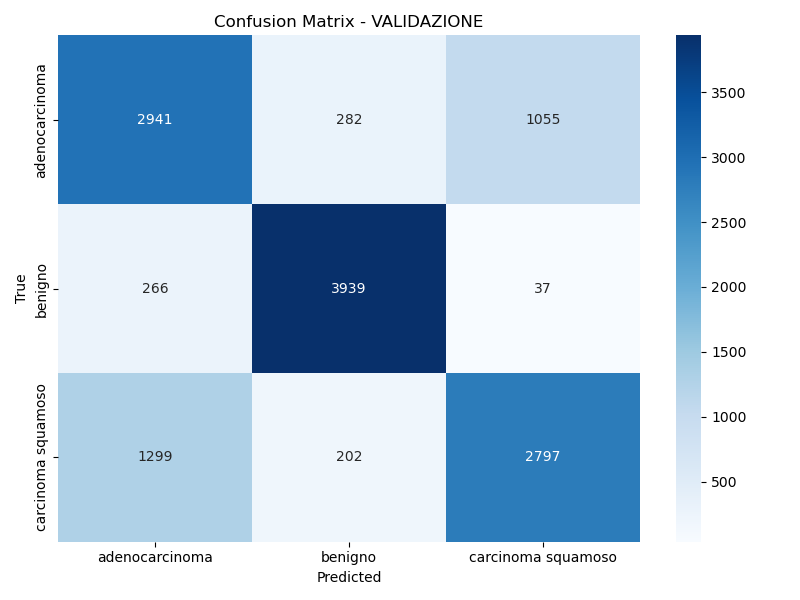 Confusion Matrix - VALIDAZIONE
True
adenocarcinoma
2941 282 1055
benigno
266 3939 37
carcinoma squamoso
1299 202 2797
adenocarcinoma benigno carcinoma squamoso
Predicted
3500
3000
2500
2000
1500
1000
500